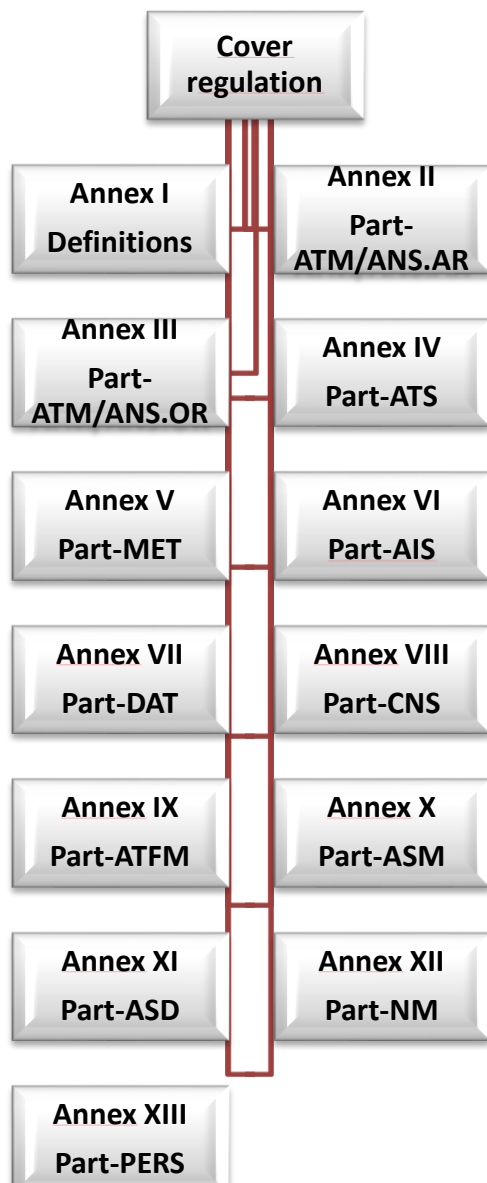 Cover
regulation
Annex I
Definitions
Annex II
Part-
ATM/ANS.AR
Annex III
Part-
ATM/ANS.OR
Annex IV
Part-ATS
Annex V
Part-MET
Annex VI
Part-AIS
Annex VII
Part-DAT
Annex VIII
Part-CNS
Annex IX
Part-ATFM
Annex X
Part-ASM
Annex XI
Part-ASD
Annex XII
Part-NM
Annex XIII
Part-PERS